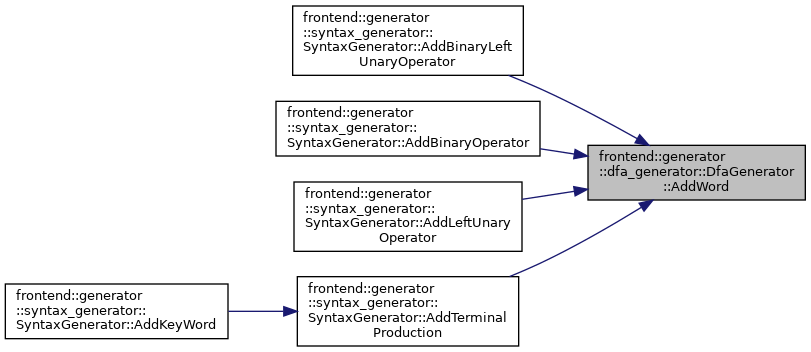 frontend::generator
::syntax_generator::
SyntaxGenerator::AddBinaryLeft
UnaryOperator
frontend::generator
::syntax_generator::
SyntaxGenerator::AddBinaryOperator
frontend::generator
::dfa_generator::DfaGenerator
::AddWord
frontend::generator
::syntax_generator::
SyntaxGenerator::AddLeftUnary
Operator
frontend::generator
::syntax_generator::
SyntaxGenerator::AddTerminal
Production
frontend::generator
::syntax_generator::
SyntaxGenerator::AddKeyWord